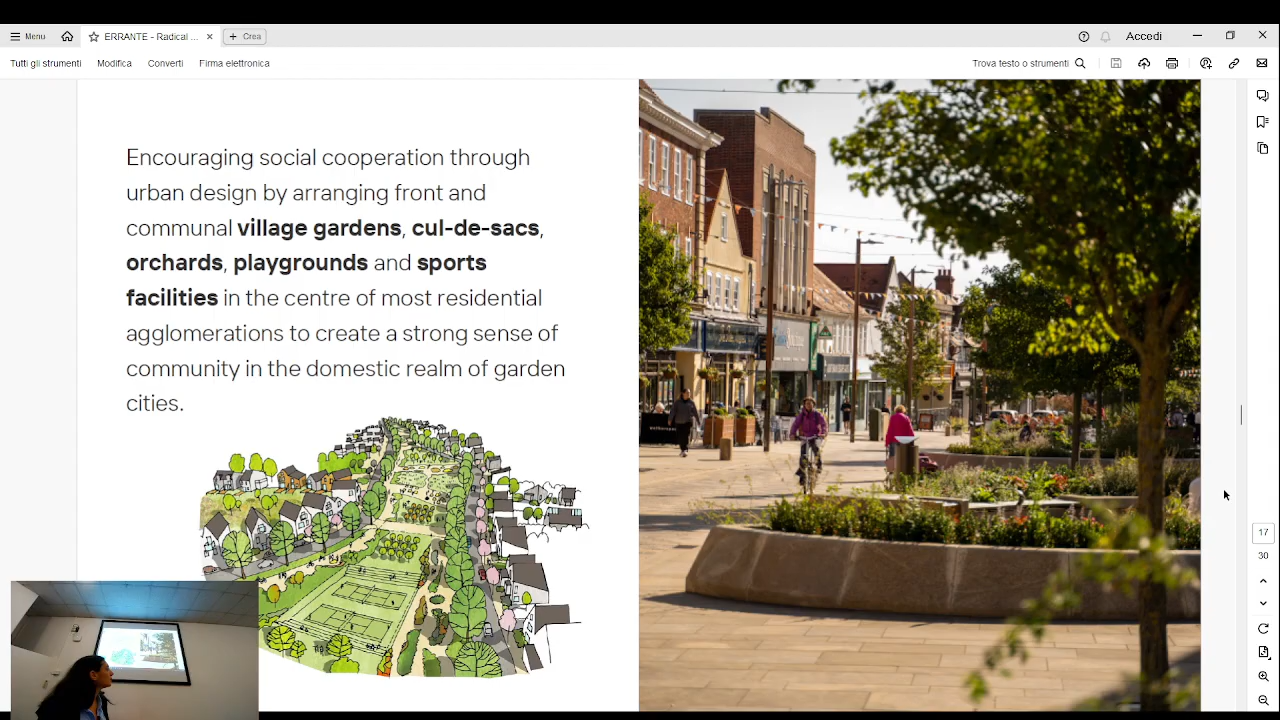 Menu
ERRANTE - Radical ...
Crea
Accedi
Tutti gli strumenti
Modifica
Converti
Firma elettronica
Trova testo o strumenti
Encouraging social cooperation through
urban design by arranging front and
communal village gardens, cul-de-sacs,
orchards, playgrounds and sports
facilities in the centre of most residential
agglomerations to create a strong sense of
community in the domestic realm of garden
cities.
17
30